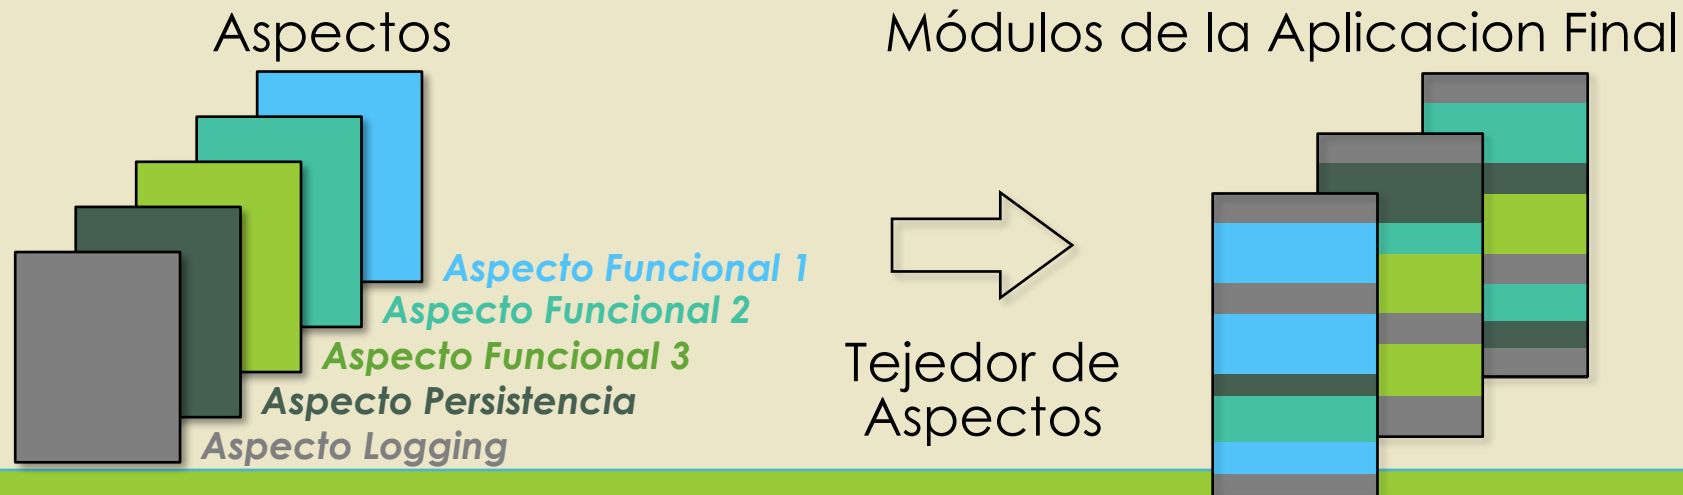 Aspectos
Módulos de la Aplicacion Final
Aspecto Funcional 1
Aspecto Funcional 2
Aspecto Funcional 3
Aspecto Persistencia
Aspecto Logging
Tejedor de
Aspectos